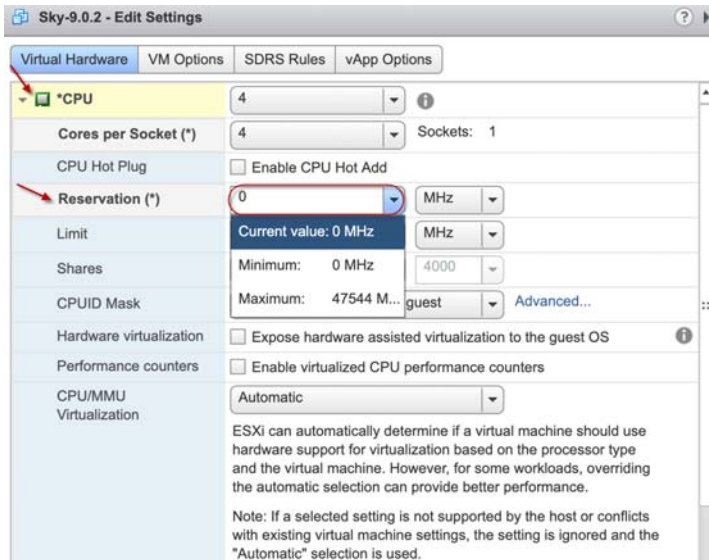 Sky-9.0.2 - Edit Settings
Virtual Hardware VM Options SDRS Rules vApp Options
*CPU 4
Cores per Socket (*) 4 Sockets: 1
CPU Hot Plug Enable CPU Hot Add
Reservation (*) 0 MHz
Current value: 0 MHz
Limit MHz
Minimum: 0 MHz
Shares 4000
Maximum: 47544 M...
CPUID Mask guest Advanced...
Hardware virtualization Expose hardware assisted virtualization to the guest OS
Performance counters Enable virtualized CPU performance counters
CPU/MMU
Virtualization
Automatic
ESXi can automatically determine if a virtual machine should use
hardware support for virtualization based on the processor type
and the virtual machine. However, for some workloads, overriding
the automatic selection can provide better performance.
Note: If a selected setting is not supported by the host or conflicts
with existing virtual machine settings, the setting is ignored and the
"Automatic" selection is used.